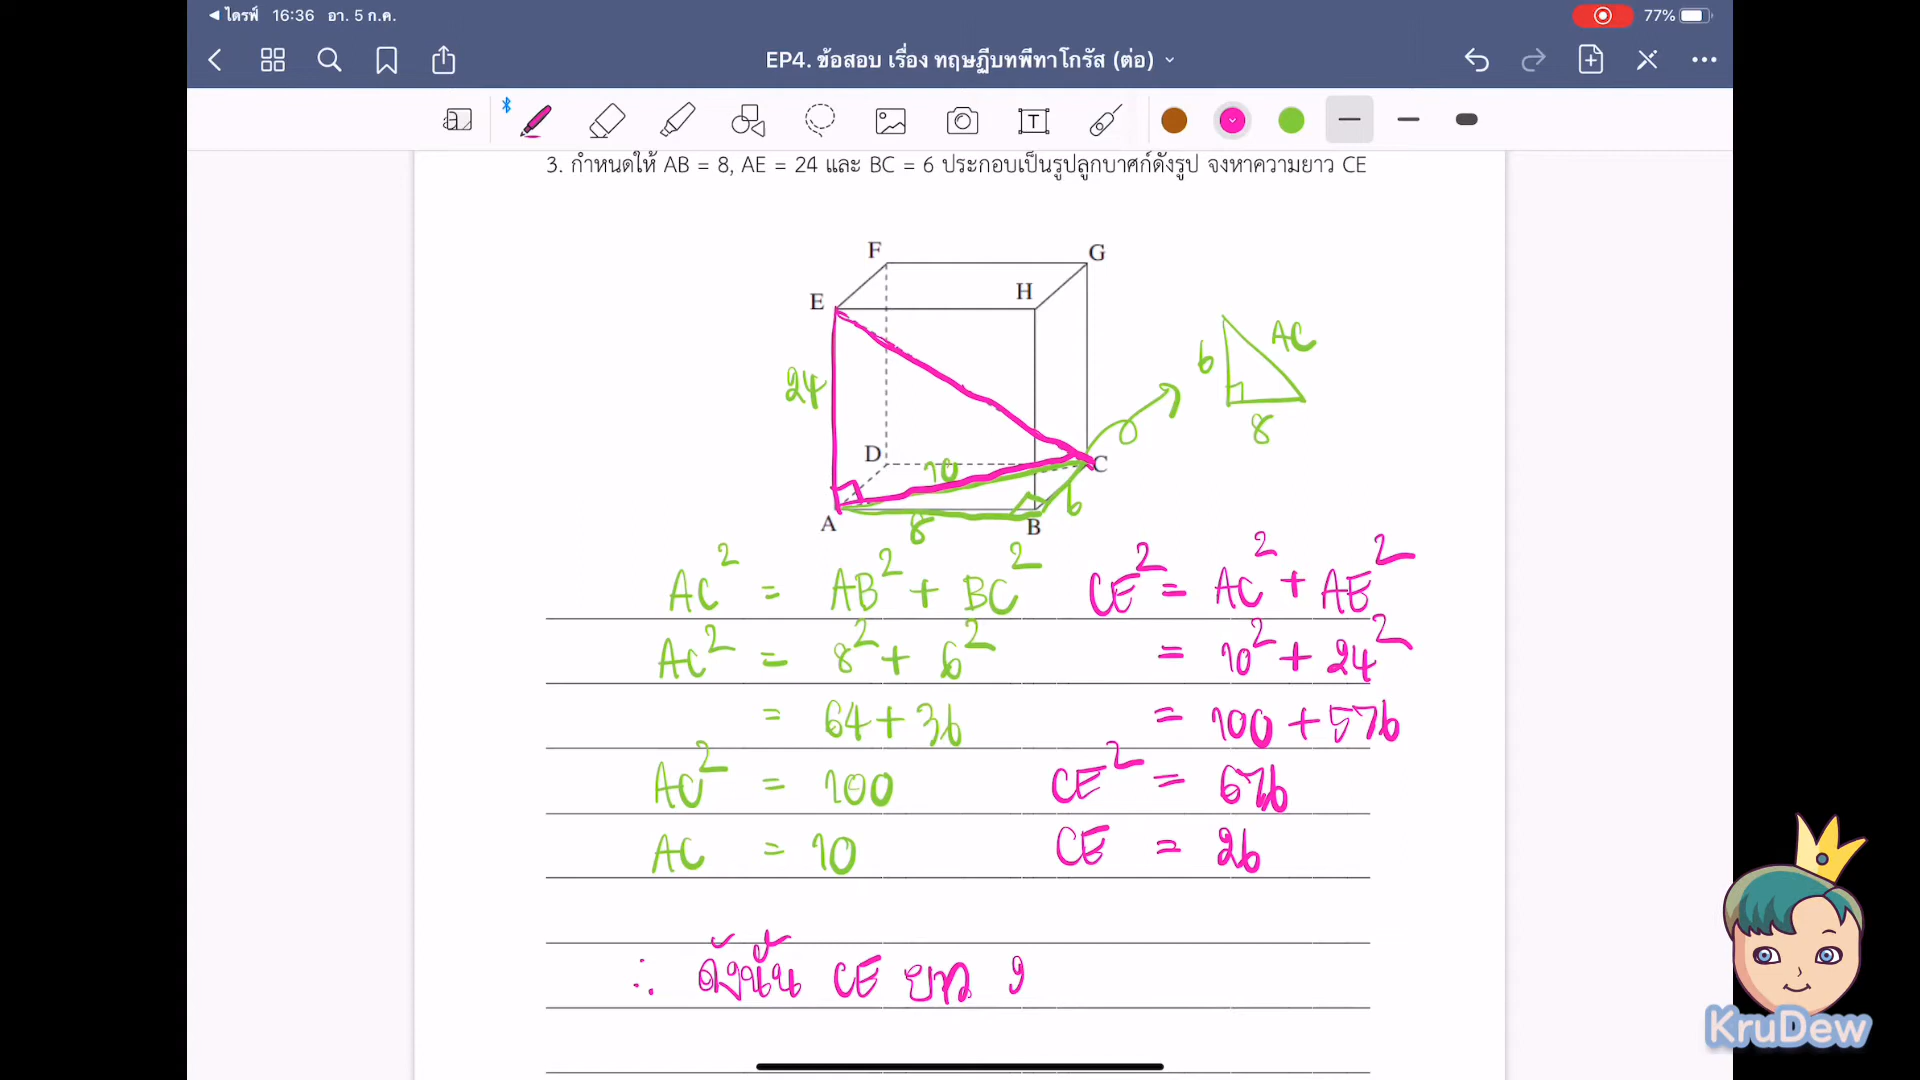 ไดรฟ์ 16:36 อา. 5 ก.ค. 77%
EP4. ข้อสอบ เรื่อง ทฤษฎีบทพีทาโกรัส (ต่อ)
3. กำหนดให้ AB = 8, AE = 24 และ BC = 6 ประกอบเป็นรูปลูกบาศก์ดังรูป จงหาความยาว CE
F G
E H
6 AC
24
8
D 10 C
6
A 8 B
AC² = AB² + BC²
AC² = 8² + 6²
= 64 + 36
AC² = 100
AC = 10
CE² = AC² + AE²
= 10² + 24²
= 100 + 576
CE² = 676
CE = 26
∴ ดังนั้น CE ยาว
KruDew